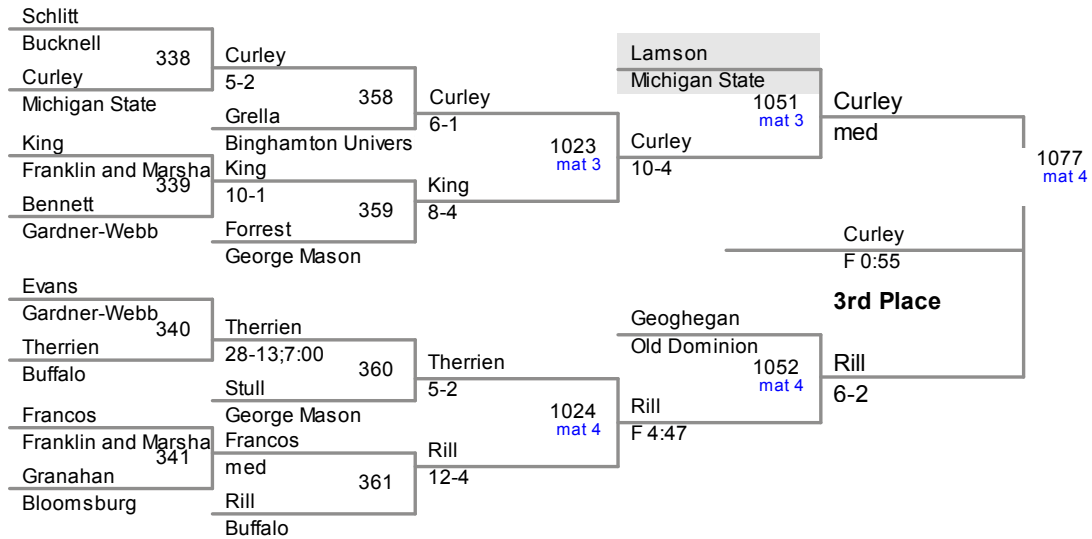 Schlitt
Bucknell
338
Curley
Michigan State
Curley
5-2
358
Grella
Binghamton Univers
King
Franklin and Marsha
339
Bennett
Gardner-Webb
King
10-1
359
Forrest
George Mason
Curley
6-1
1023
mat 3
King
8-4
Lamson
Michigan State
1051
mat 3
Curley
10-4
Curley
med
1077
mat 4
Curley
F 0:55
3rd Place
Evans
Gardner-Webb
340
Therrien
Buffalo
Therrien
28-13;7:00
360
Stull
George Mason
Francos
Franklin and Marsha
341
Granahan
Bloomsburg
Francos
med
361
Rill
Buffalo
Therrien
5-2
1024
mat 4
Rill
12-4
Geoghegan
Old Dominion
1052
mat 4
Rill
F 4:47
Rill
6-2